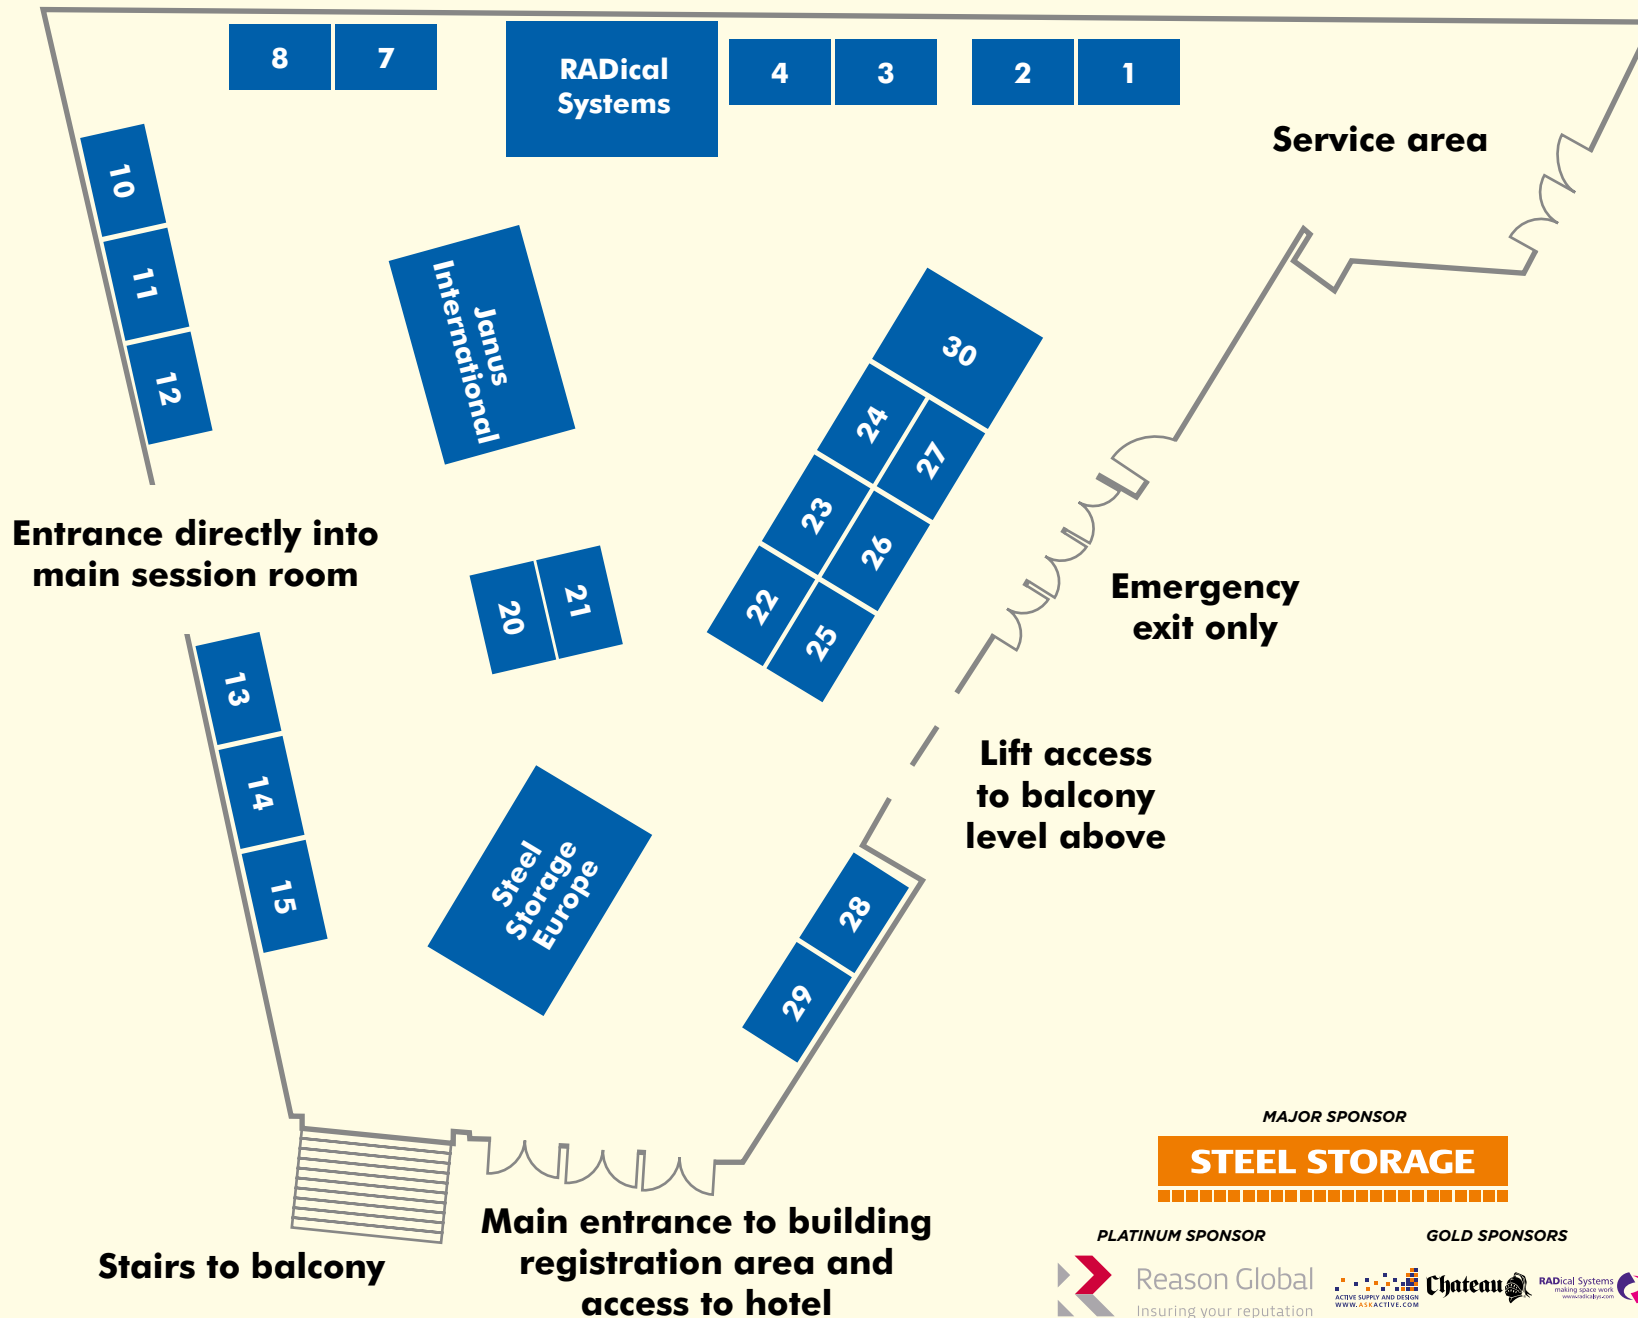 8
7
RADical
Systems
4
3
2
1
Service area
10
11
12
Janus
International
30
24
27
23
26
22
25
Entrance directly into
main session room
20
21
Emergency
exit only
13
14
15
Lift access
to balcony
level above
Steel
Storage
Europe
28
29
Stairs to balcony
Main entrance to building
registration area and
access to hotel
MAJOR SPONSOR
STEEL STORAGE
PLATINUM SPONSOR
GOLD SPONSORS
Reason Global
Insuring your reputation
ACTIVE SUPPLY AND DESIGN
WWW.ASKACTIVE.COM
Chateau
RADical Systems
making space work
www.radicalsys.com